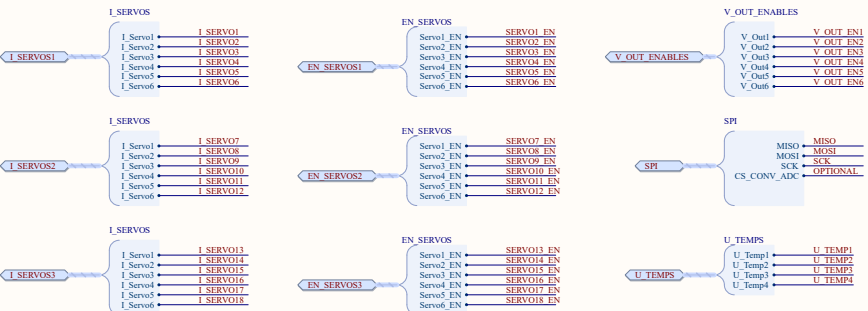 I_SERVOS
I_SERVOS1
I_Servo1 I_SERVO1
I_Servo2 I_SERVO2
I_Servo3 I_SERVO3
I_Servo4 I_SERVO4
I_Servo5 I_SERVO5
I_Servo6 I_SERVO6
EN_SERVOS
EN_SERVOS1
Servo1_EN SERVO1_EN
Servo2_EN SERVO2_EN
Servo3_EN SERVO3_EN
Servo4_EN SERVO4_EN
Servo5_EN SERVO5_EN
Servo6_EN SERVO6_EN
V_OUT_ENABLES
V_OUT_ENABLES
V_Out1 V_OUT_EN1
V_Out2 V_OUT_EN2
V_Out3 V_OUT_EN3
V_Out4 V_OUT_EN4
V_Out5 V_OUT_EN5
V_Out6 V_OUT_EN6
I_SERVOS
I_SERVOS2
I_Servo1 I_SERVO7
I_Servo2 I_SERVO8
I_Servo3 I_SERVO9
I_Servo4 I_SERVO10
I_Servo5 I_SERVO11
I_Servo6 I_SERVO12
EN_SERVOS
EN_SERVOS2
Servo1_EN SERVO7_EN
Servo2_EN SERVO8_EN
Servo3_EN SERVO9_EN
Servo4_EN SERVO10_EN
Servo5_EN SERVO11_EN
Servo6_EN SERVO12_EN
SPI
SPI
MISO MISO
MOSI MOSI
SCK SCK
CS_CONV_ADC OPTIONAL
I_SERVOS
I_SERVOS3
I_Servo1 I_SERVO13
I_Servo2 I_SERVO14
I_Servo3 I_SERVO15
I_Servo4 I_SERVO16
I_Servo5 I_SERVO17
I_Servo6 I_SERVO18
EN_SERVOS
EN_SERVOS3
Servo1_EN SERVO13_EN
Servo2_EN SERVO14_EN
Servo3_EN SERVO15_EN
Servo4_EN SERVO16_EN
Servo5_EN SERVO17_EN
Servo6_EN SERVO18_EN
U_TEMPS
U_TEMPS
U_Temp1 U_TEMP1
U_Temp2 U_TEMP2
U_Temp3 U_TEMP3
U_Temp4 U_TEMP4